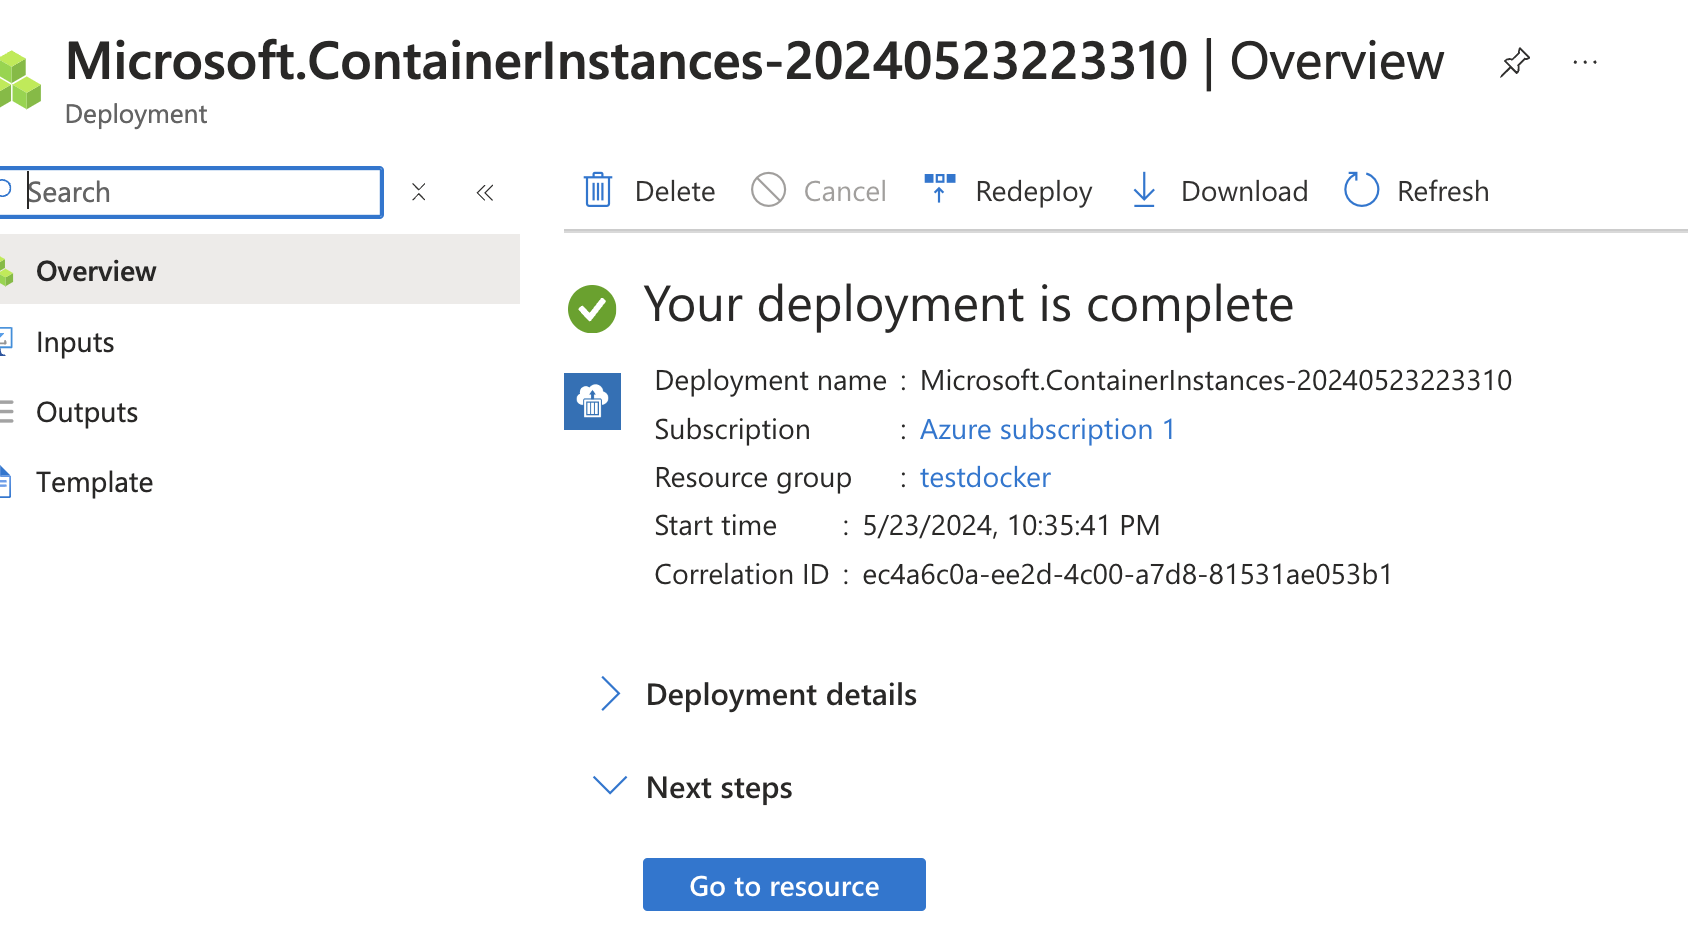 Microsoft.ContainerInstances-20240523223310 | Overview
Deployment
Search
Delete Cancel Redeploy Download Refresh
Overview
Inputs
Outputs
Template
Your deployment is complete
Deployment name : Microsoft.ContainerInstances-20240523223310
Subscription : Azure subscription 1
Resource group : testdocker
Start time : 5/23/2024, 10:35:41 PM
Correlation ID : ec4a6c0a-ee2d-4c00-a7d8-81531ae053b1
Deployment details
Next steps
Go to resource